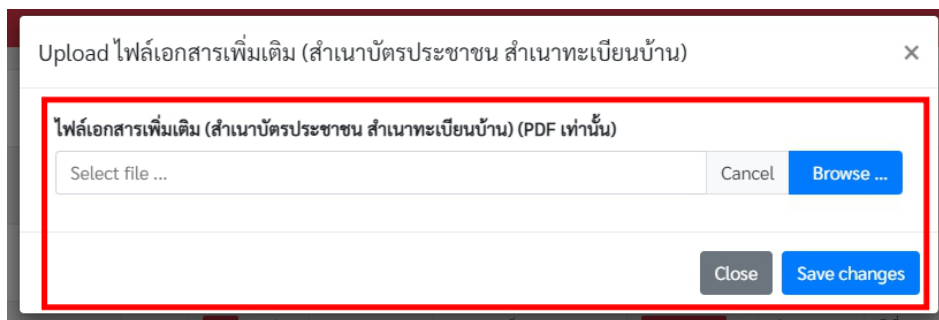 Upload ไฟล์เอกสารเพิ่มเติม (สำเนาบัตรประชาชน สำเนาทะเบียนบ้าน) ×
ไฟล์เอกสารเพิ่มเติม (สำเนาบัตรประชาชน สำเนาทะเบียนบ้าน) (PDF เท่านั้น)
Select file ... Cancel Browse ...
Close Save changes